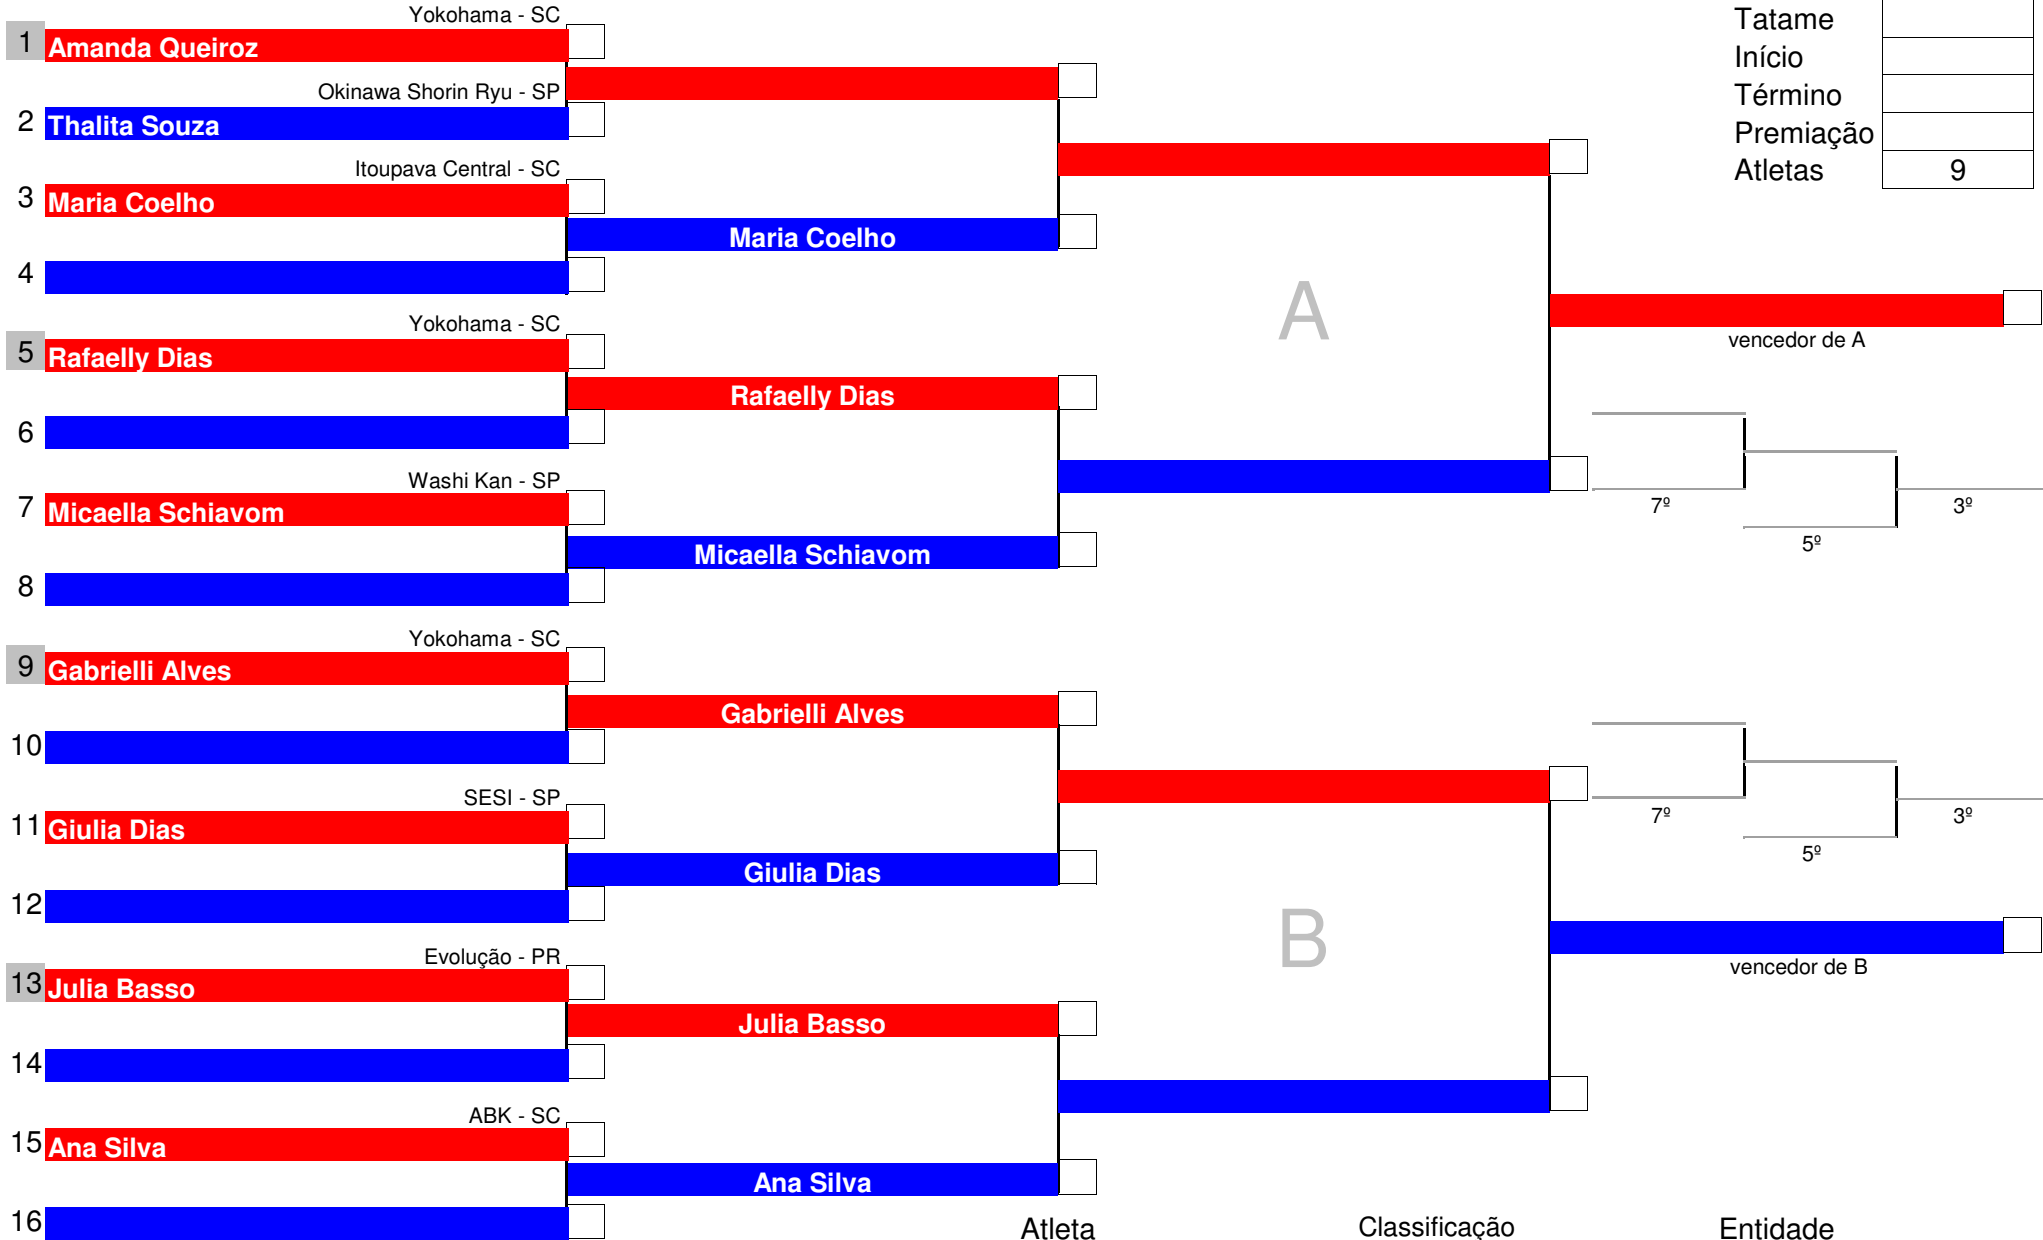 Yokohama - SC
1 Amanda Queiroz
Okinawa Shorin Ryu - SP
2 Thalita Souza
Itoupava Central - SC
3 Maria Coelho
Maria Coelho
4
Yokohama - SC
5 Rafaelly Dias
Rafaelly Dias
6
Washi Kan - SP
7 Micaella Schiavom
Micaella Schiavom
8
Yokohama - SC
9 Gabrielli Alves
Gabrielli Alves
10
SESI - SP
11 Giulia Dias
Giulia Dias
12
Evolução - PR
13 Julia Basso
Julia Basso
14
ABK - SC
15 Ana Silva
Ana Silva
16
A
B
Tatame
Início
Término
Premiação
Atletas 9
vencedor de A
7º
3º
5º
7º
3º
5º
vencedor de B
Atleta Classificação Entidade